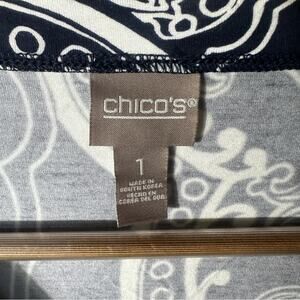 chico's®
1
MADE IN
SOUTH KOREA
HECHO EN
COREA DEL SUR